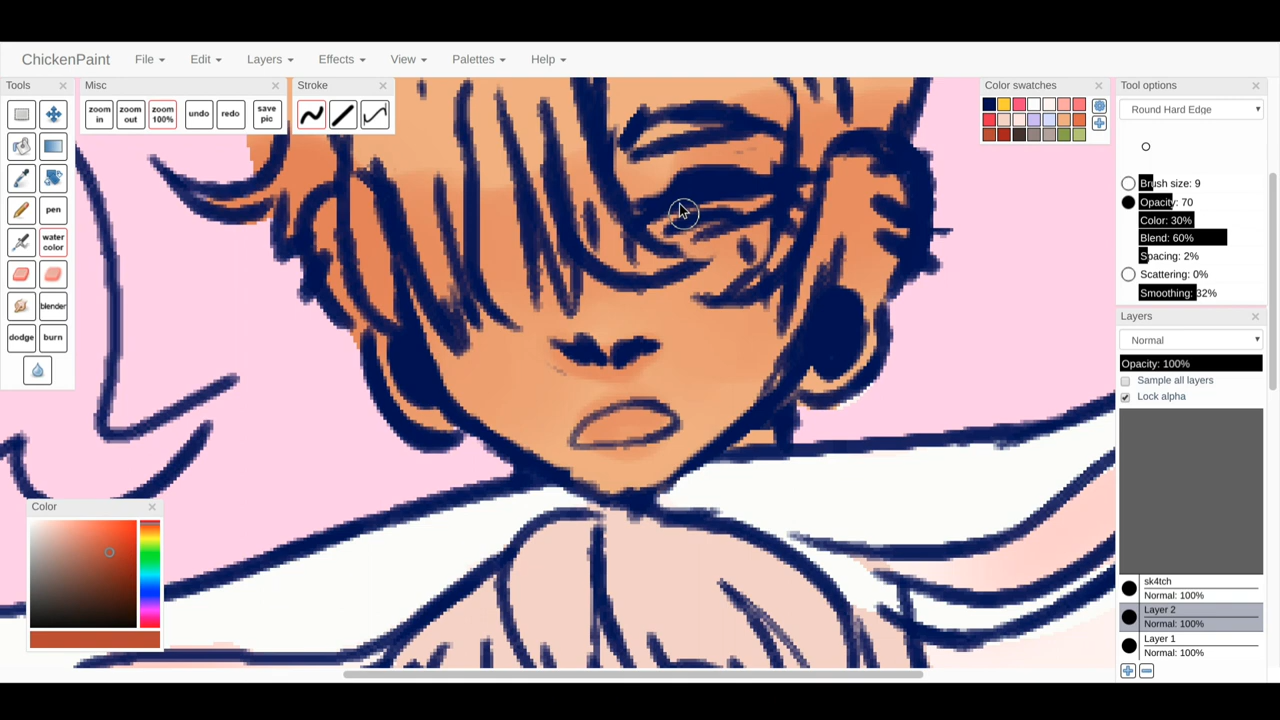 ChickenPaint File Edit Layers Effects View Palettes Help
Tools
Misc
Stroke
Color swatches
Tool options
zoom in
zoom out
zoom 100%
undo
redo
save pic
Round Hard Edge
pen
water color
blender
dodge
burn
Brush size: 9
Opacity: 70
Color: 30%
Blend: 60%
Spacing: 2%
Scattering: 0%
Smoothing: 32%
Layers
Normal
Opacity: 100%
Sample all layers
Lock alpha
Color
sk4tch
Normal: 100%
Layer 2
Normal: 100%
Layer 1
Normal: 100%